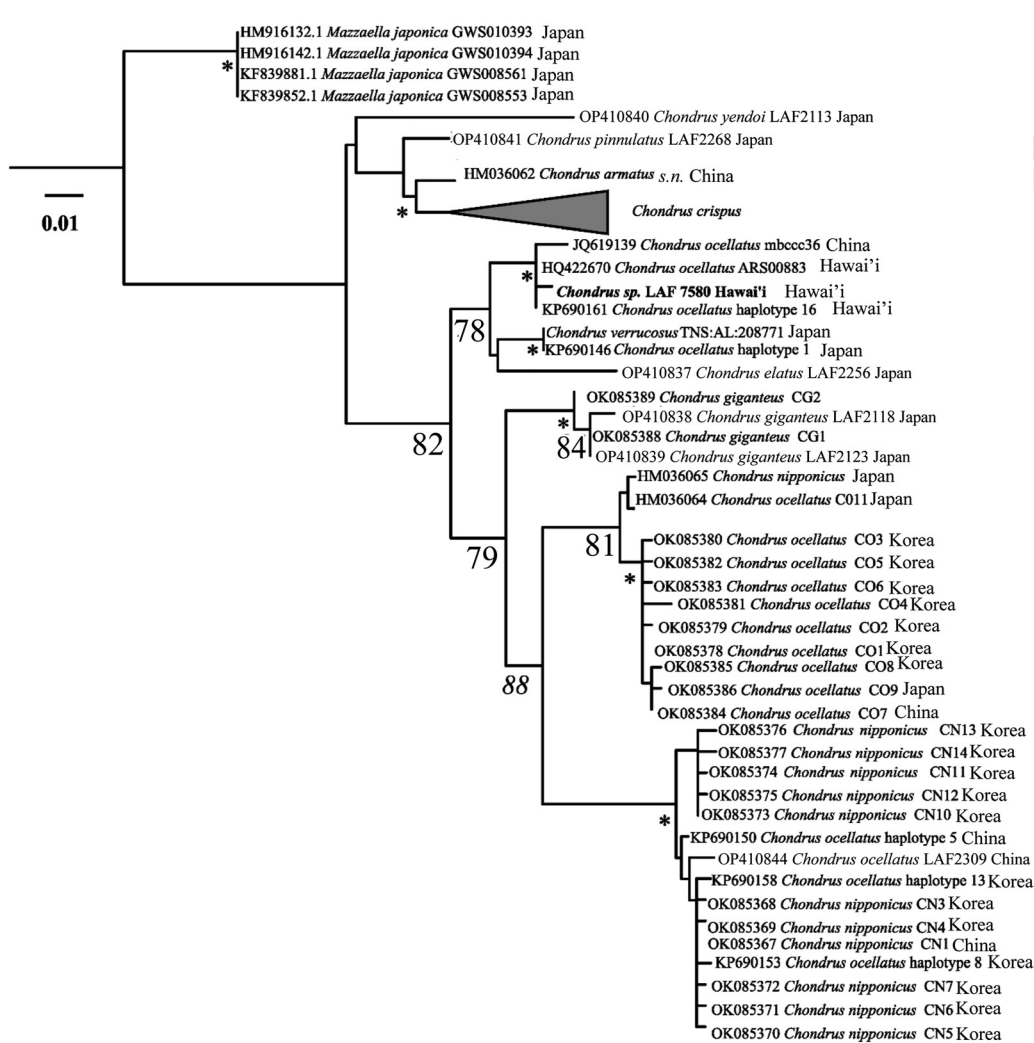 HM916132.1 Mazzaella japonica GWS010393 Japan
HM916142.1 Mazzaella japonica GWS010394 Japan
*
KF839881.1 Mazzaella japonica GWS008561 Japan
KF839852.1 Mazzaella japonica GWS008553 Japan
OP410840 Chondrus yendoi LAF2113 Japan
OP410841 Chondrus pinnulatus LAF2268 Japan
HM036062 Chondrus armatus s.n. China
0.01
*
Chondrus crispus
JQ619139 Chondrus ocellatus mbccc36 China
HQ422670 Chondrus ocellatus ARS00883 Hawai'i
*
Chondrus sp. LAF 7580 Hawai'i Hawai'i
KP690161 Chondrus ocellatus haplotype 16 Hawai'i
78
Chondrus verrucosus TNS:AL:208771 Japan
*
KP690146 Chondrus ocellatus haplotype 1 Japan
OP410837 Chondrus elatus LAF2256 Japan
OK085389 Chondrus giganteus CG2
OP410838 Chondrus giganteus LAF2118 Japan
*
82
84
OK085388 Chondrus giganteus CG1
OP410839 Chondrus giganteus LAF2123 Japan
HM036065 Chondrus nipponicus Japan
HM036064 Chondrus ocellatus C011 Japan
81
79
OK085380 Chondrus ocellatus CO3 Korea
OK085382 Chondrus ocellatus CO5 Korea
*
OK085383 Chondrus ocellatus CO6 Korea
OK085381 Chondrus ocellatus CO4 Korea
OK085379 Chondrus ocellatus CO2 Korea
OK085378 Chondrus ocellatus CO1 Korea
OK085385 Chondrus ocellatus CO8 Korea
88
OK085386 Chondrus ocellatus CO9 Japan
OK085384 Chondrus ocellatus CO7 China
OK085376 Chondrus nipponicus CN13 Korea
OK085377 Chondrus nipponicus CN14 Korea
OK085374 Chondrus nipponicus CN11 Korea
OK085375 Chondrus nipponicus CN12 Korea
*
OK085373 Chondrus nipponicus CN10 Korea
KP690150 Chondrus ocellatus haplotype 5 China
OP410844 Chondrus ocellatus LAF2309 China
KP690158 Chondrus ocellatus haplotype 13 Korea
OK085368 Chondrus nipponicus CN3 Korea
OK085369 Chondrus nipponicus CN4 Korea
OK085367 Chondrus nipponicus CN1 China
KP690153 Chondrus ocellatus haplotype 8 Korea
OK085372 Chondrus nipponicus CN7 Korea
OK085371 Chondrus nipponicus CN6 Korea
OK085370 Chondrus nipponicus CN5 Korea